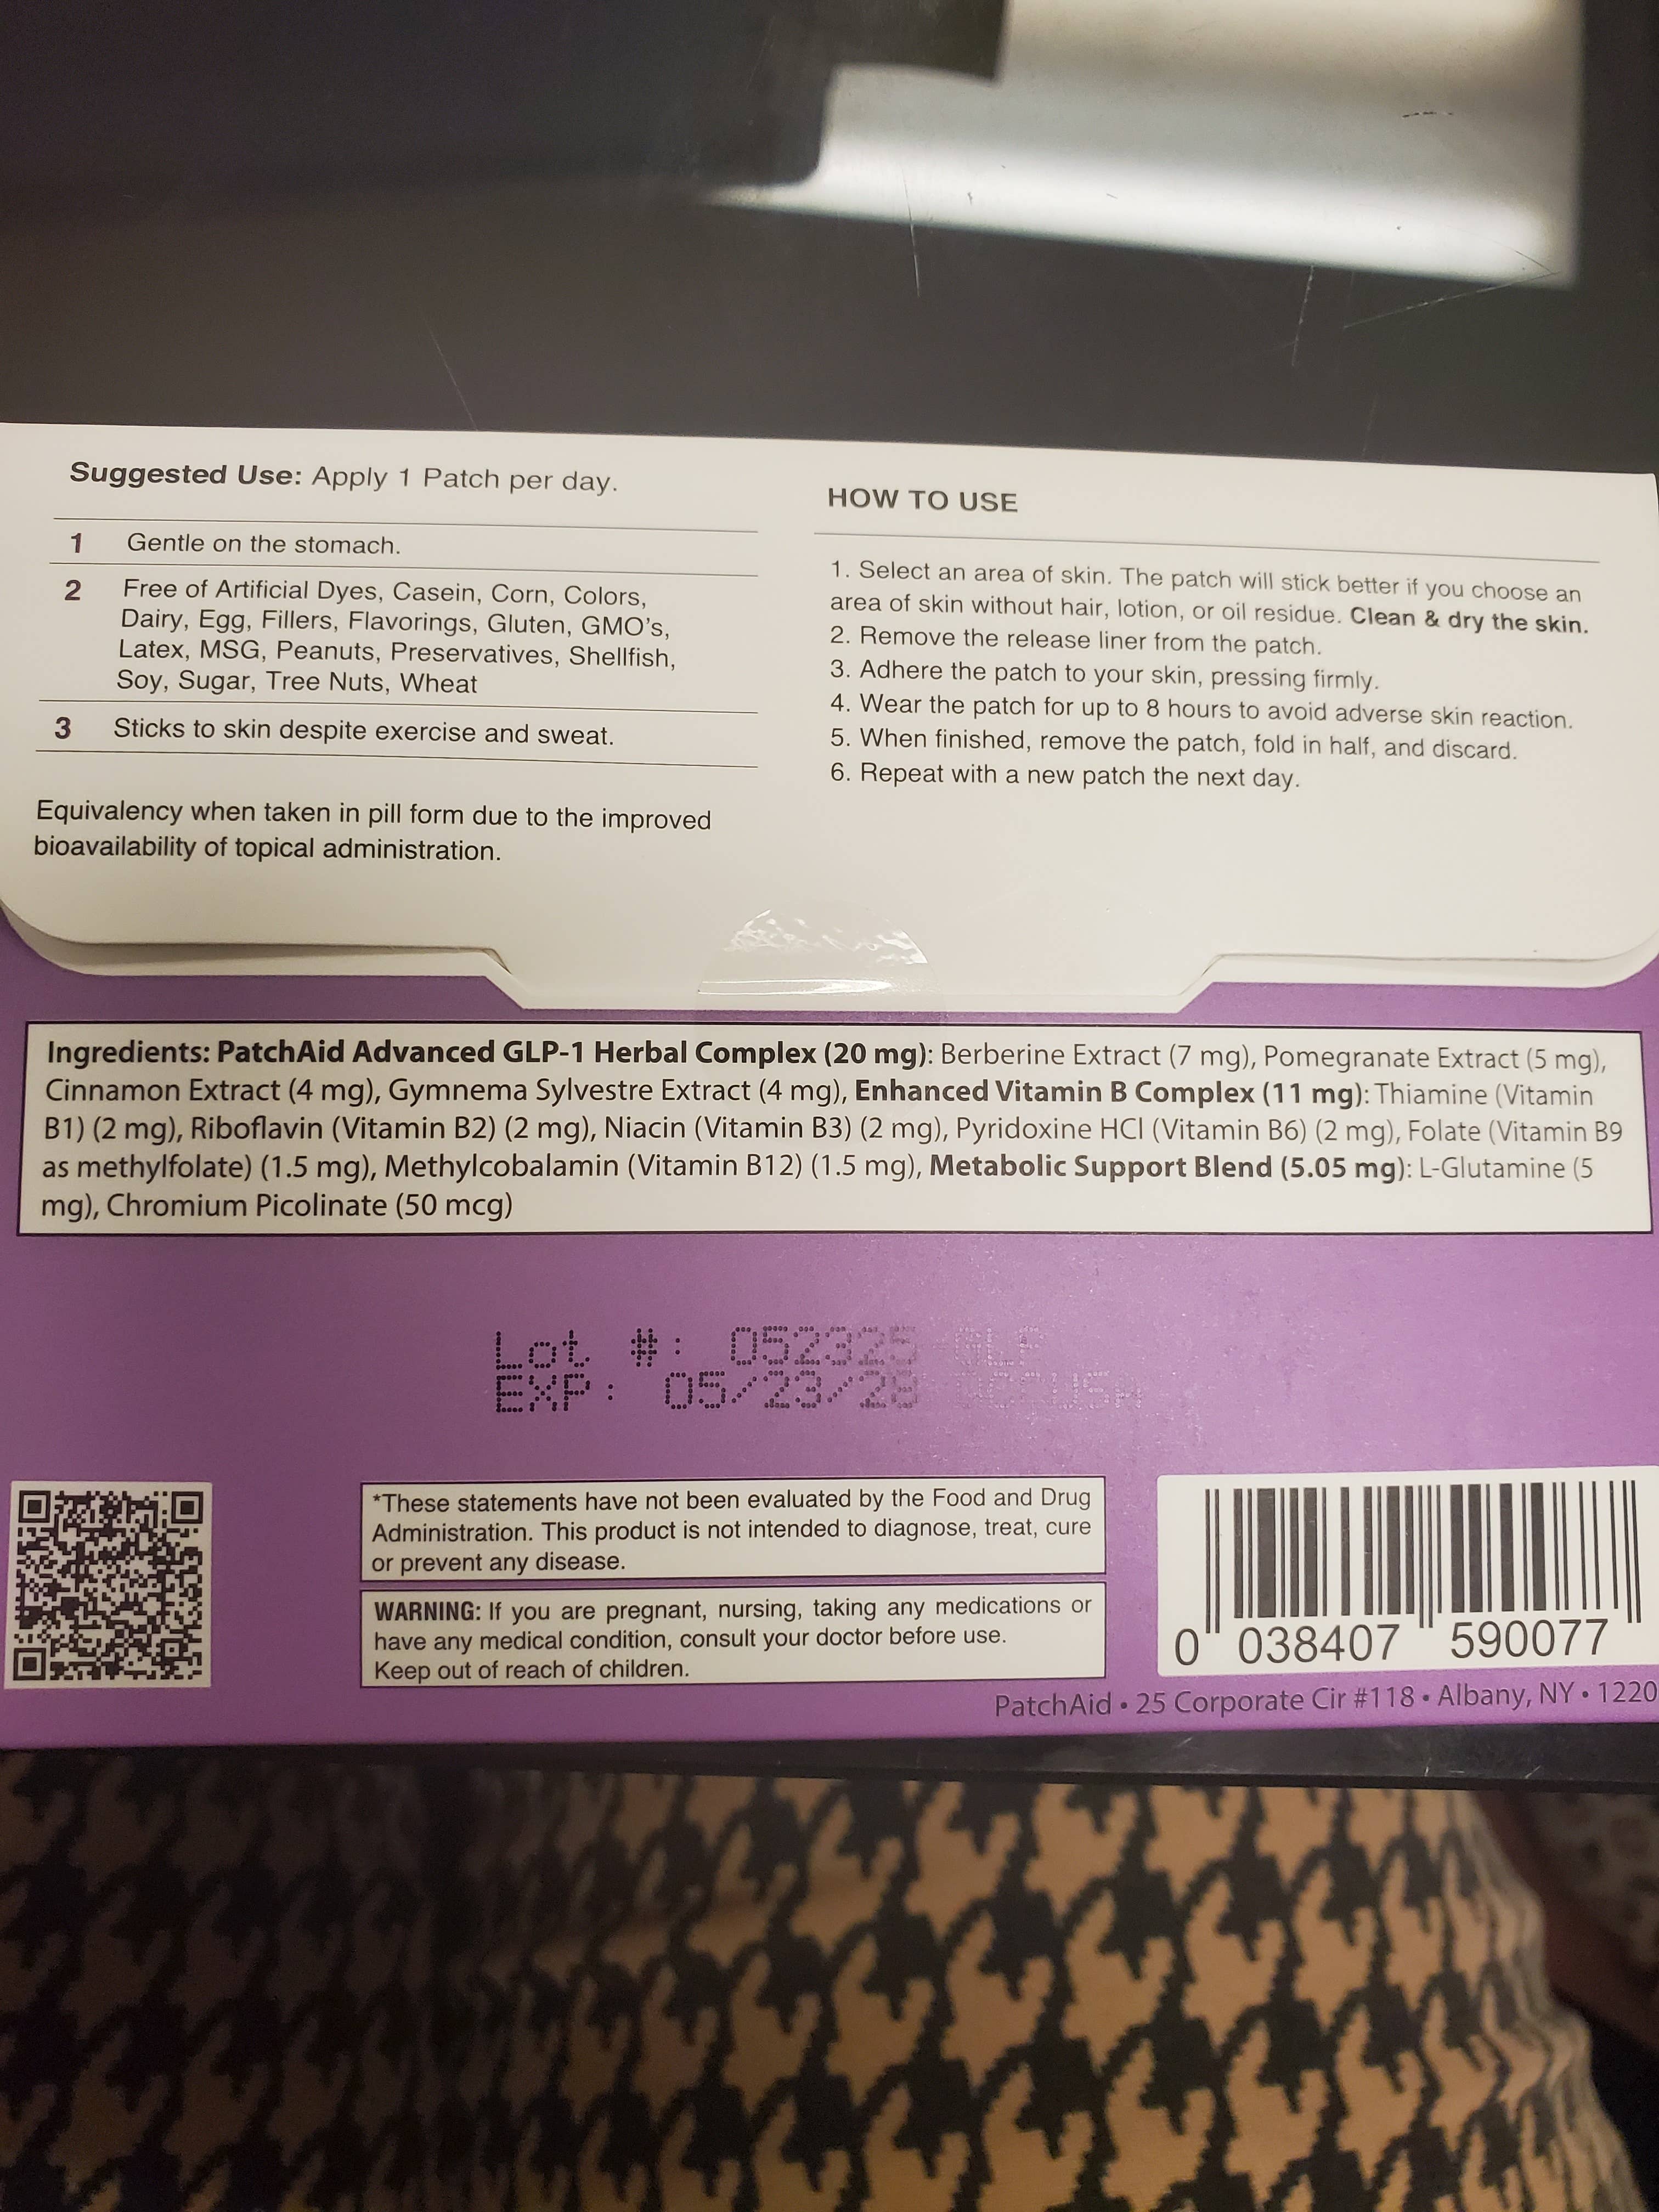 Suggested Use: Apply 1 Patch per day.
1 Gentle on the stomach.
2 Free of Artificial Dyes, Casein, Corn, Colors,
Dairy, Egg, Fillers, Flavorings, Gluten, GMO's,
Latex, MSG, Peanuts, Preservatives, Shellfish,
Soy, Sugar, Tree Nuts, Wheat
3 Sticks to skin despite exercise and sweat.
Equivalency when taken in pill form due to the improved
bioavailability of topical administration.
HOW TO USE
1. Select an area of skin. The patch will stick better if you choose an
area of skin without hair, lotion, or oil residue. Clean & dry the skin.
2. Remove the release liner from the patch.
3. Adhere the patch to your skin, pressing firmly.
4. Wear the patch for up to 8 hours to avoid adverse skin reaction.
5. When finished, remove the patch, fold in half, and discard.
6. Repeat with a new patch the next day.
Ingredients: PatchAid Advanced GLP-1 Herbal Complex (20 mg): Berberine Extract (7 mg), Pomegranate Extract (5 mg),
Cinnamon Extract (4 mg), Gymnema Sylvestre Extract (4 mg), Enhanced Vitamin B Complex (11 mg): Thiamine (Vitamin
B1) (2 mg), Riboflavin (Vitamin B2) (2 mg), Niacin (Vitamin B3) (2 mg), Pyridoxine HCl (Vitamin B6) (2 mg), Folate (Vitamin B9
as methylfolate) (1.5 mg), Methylcobalamin (Vitamin B12) (1.5 mg), Metabolic Support Blend (5.05 mg): L-Glutamine (5
mg), Chromium Picolinate (50 mcg)
Lot #: 052325 GLP
EXP: 05/23/28
*These statements have not been evaluated by the Food and Drug
Administration. This product is not intended to diagnose, treat, cure
or prevent any disease.
WARNING: If you are pregnant, nursing, taking any medications or
have any medical condition, consult your doctor before use.
Keep out of reach of children.
0 038407 590077
PatchAid • 25 Corporate Cir #118 • Albany, NY • 1220